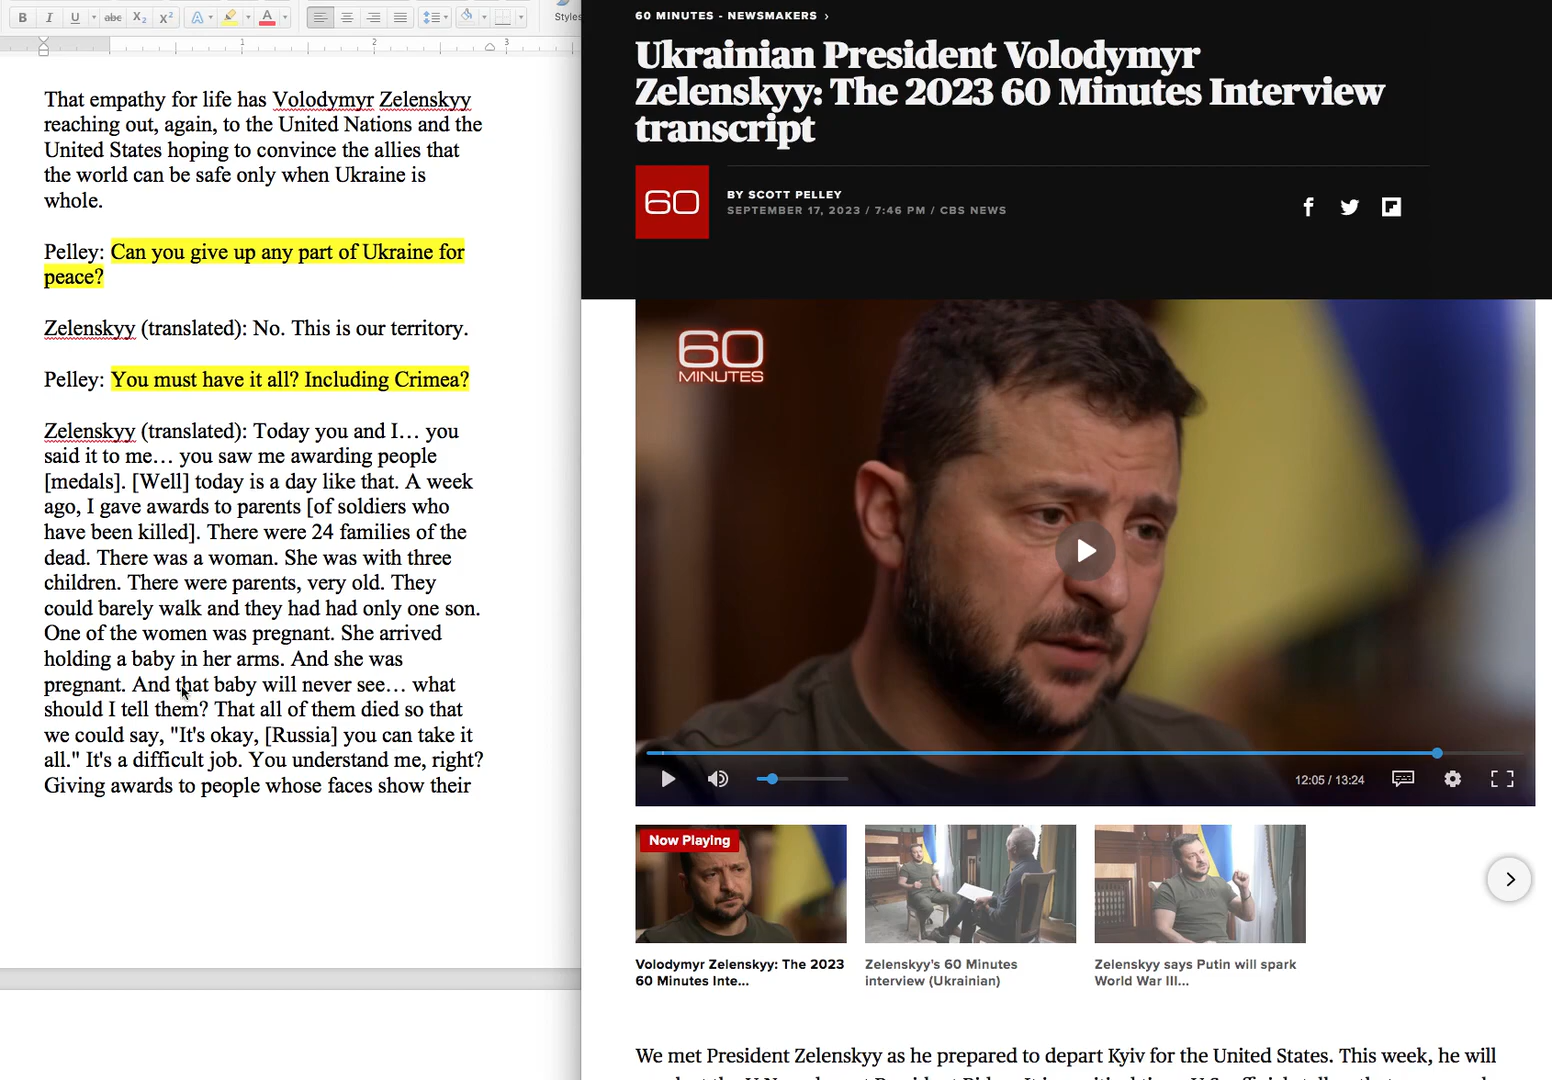 B I U abc X₂ X² A A
Styles
1 2 3
That empathy for life has Volodymyr Zelenskyy
reaching out, again, to the United Nations and the
United States hoping to convince the allies that
the world can be safe only when Ukraine is
whole.
Pelley: Can you give up any part of Ukraine for
peace?
Zelenskyy (translated): No. This is our territory.
Pelley: You must have it all? Including Crimea?
Zelenskyy (translated): Today you and I… you
said it to me… you saw me awarding people
[medals]. [Well] today is a day like that. A week
ago, I gave awards to parents [of soldiers who
have been killed]. There were 24 families of the
dead. There was a woman. She was with three
children. There were parents, very old. They
could barely walk and they had had only one son.
One of the women was pregnant. She arrived
holding a baby in her arms. And she was
pregnant. And that baby will never see… what
should I tell them? That all of them died so that
we could say, "It's okay, [Russia] you can take it
all." It's a difficult job. You understand me, right?
Giving awards to people whose faces show their
60 MINUTES - NEWSMAKERS ›
Ukrainian President Volodymyr
Zelenskyy: The 2023 60 Minutes Interview
transcript
60
BY SCOTT PELLEY
SEPTEMBER 17, 2023 / 7:46 PM / CBS NEWS
60
MINUTES
12:05 / 13:24
Now Playing
Volodymyr Zelenskyy: The 2023
60 Minutes Inte...
Zelenskyy's 60 Minutes
interview (Ukrainian)
Zelenskyy says Putin will spark
World War III...
We met President Zelenskyy as he prepared to depart Kyiv for the United States. This week, he will